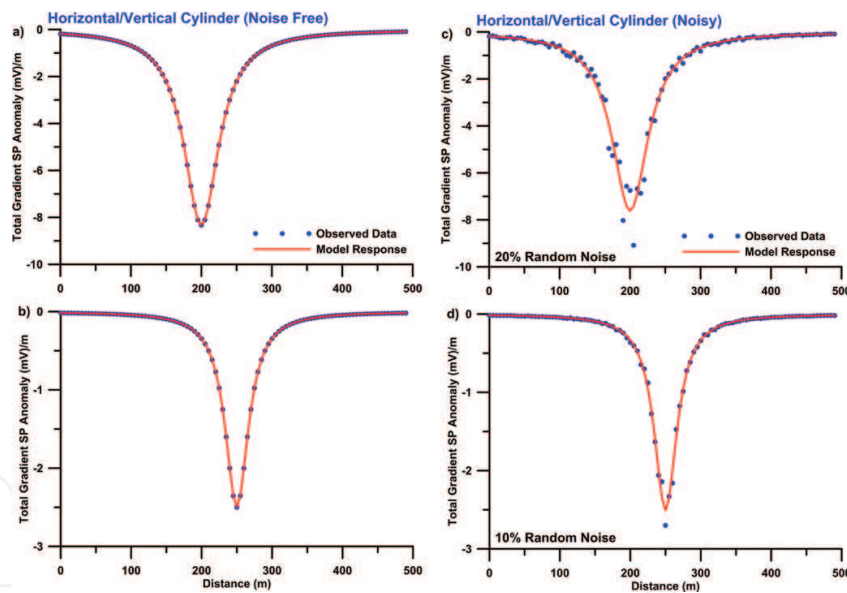 Horizontal/Vertical Cylinder (Noise Free)
a)
Total Gradient SP Anomaly (mV)/m
0
-2
-4
-6
-8
-10
0 100 200 300 400 500
Observed Data
Model Response
Horizontal/Vertical Cylinder (Noisy)
c)
Total Gradient SP Anomaly (mV)/m
0
-2
-4
-6
-8
-10
0 100 200 300 400 500
Observed Data
Model Response
20% Random Noise
b)
Total Gradient SP Anomaly (mV)/m
0
-1
-2
-3
0 100 200 300 400 500
Distance (m)
d)
Total Gradient SP Anomaly (mV)/m
0
-1
-2
-3
0 100 200 300 400 500
10% Random Noise
Distance (m)